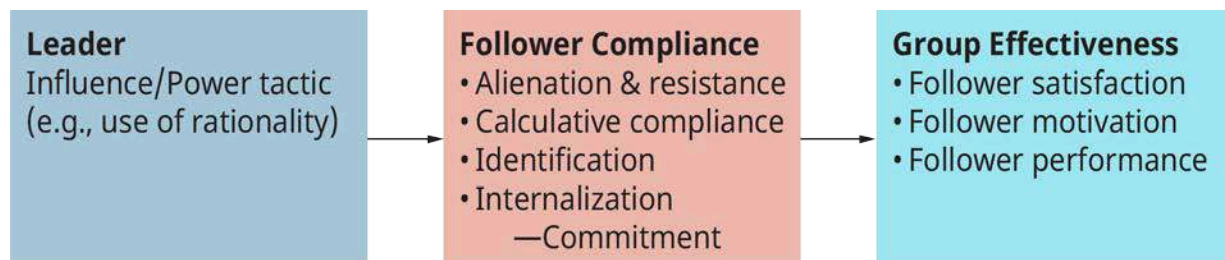 Leader
Influence/Power tactic
(e.g., use of rationality)
Follower Compliance
• Alienation & resistance
• Calculative compliance
• Identification
• Internalization
—Commitment
Group Effectiveness
• Follower satisfaction
• Follower motivation
• Follower performance